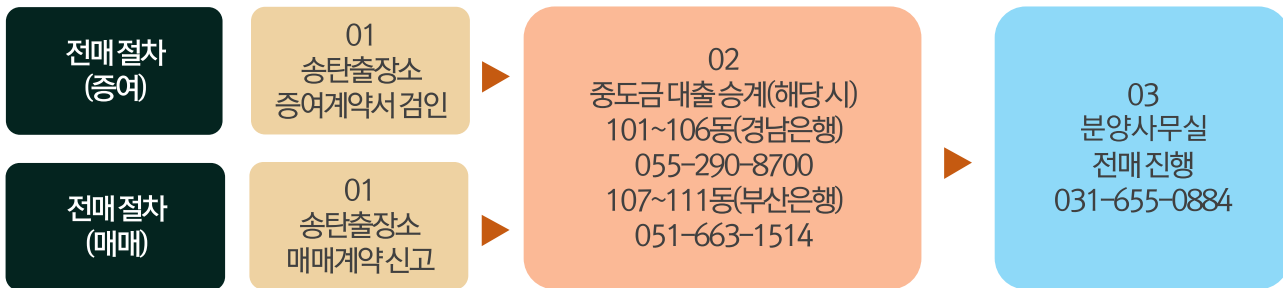 전매 절차
(증여)
01
송탄출장소
증여계약서 검인
전매 절차
(매매)
01
송탄출장소
매매계약 신고
02
중도금 대출 승계(해당 시)
101~106동(경남은행)
055-290-8700
107~111동(부산은행)
051-663-1514
03
분양사무실
전매 진행
031-655-0884